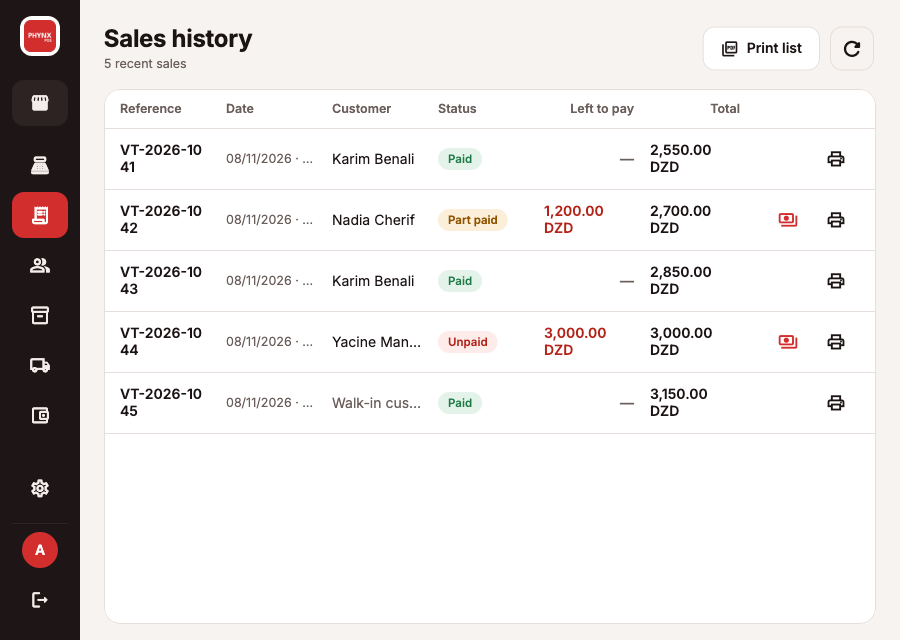 PHYNX
POS
Sales history
5 recent sales
Print list
Reference Date Customer Status Left to pay Total
VT-2026-10
41
08/11/2026 · ...
Karim Benali
Paid
—
2,550.00
DZD
VT-2026-10
42
08/11/2026 · ...
Nadia Cherif
Part paid
1,200.00
DZD
2,700.00
DZD
VT-2026-10
43
08/11/2026 · ...
Karim Benali
Paid
—
2,850.00
DZD
VT-2026-10
44
08/11/2026 · ...
Yacine Man...
Unpaid
3,000.00
DZD
3,000.00
DZD
VT-2026-10
45
08/11/2026 · ...
Walk-in cus...
Paid
—
3,150.00
DZD
A